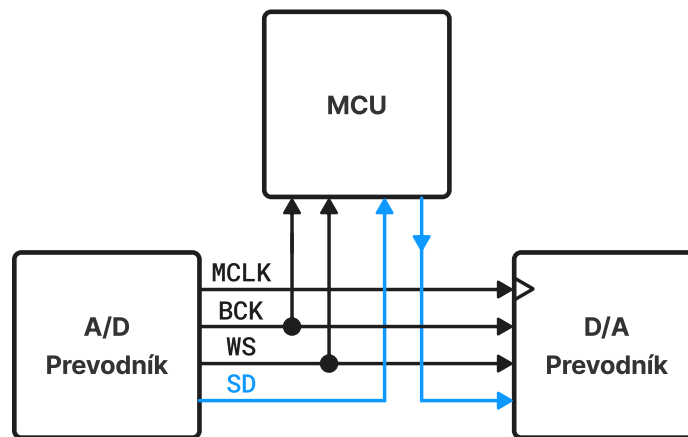 MCU
MCLK
BCK
WS
SD
A/D
Prevodník
D/A
Prevodník